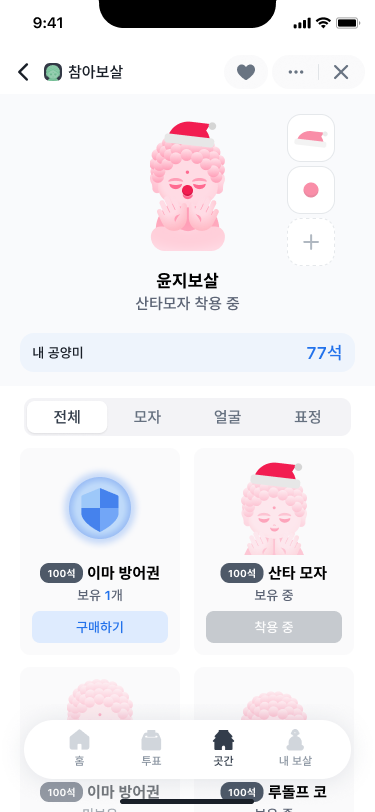 9:41
참아보살
윤지보살
산타모자 착용 중
내 공양미
77석
전체
모자
얼굴
표정
100석 이마 방어권
보유 1개
구매하기
100석 산타 모자
보유 중
착용 중
홈
투표
곳간
내 보살
100석 이마 방어권
100석 루돌프 코